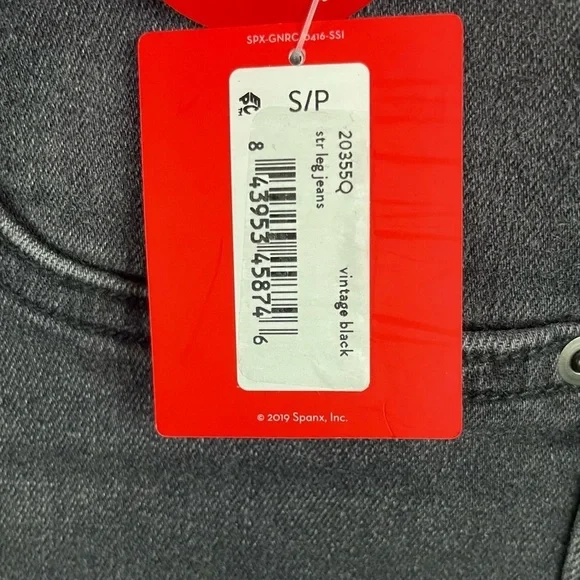 SPX-GNRC-0416-SSI
S/P
20355Q
str leg jeans
vintage black
8 43953 45874 6
© 2019 Spanx, Inc.